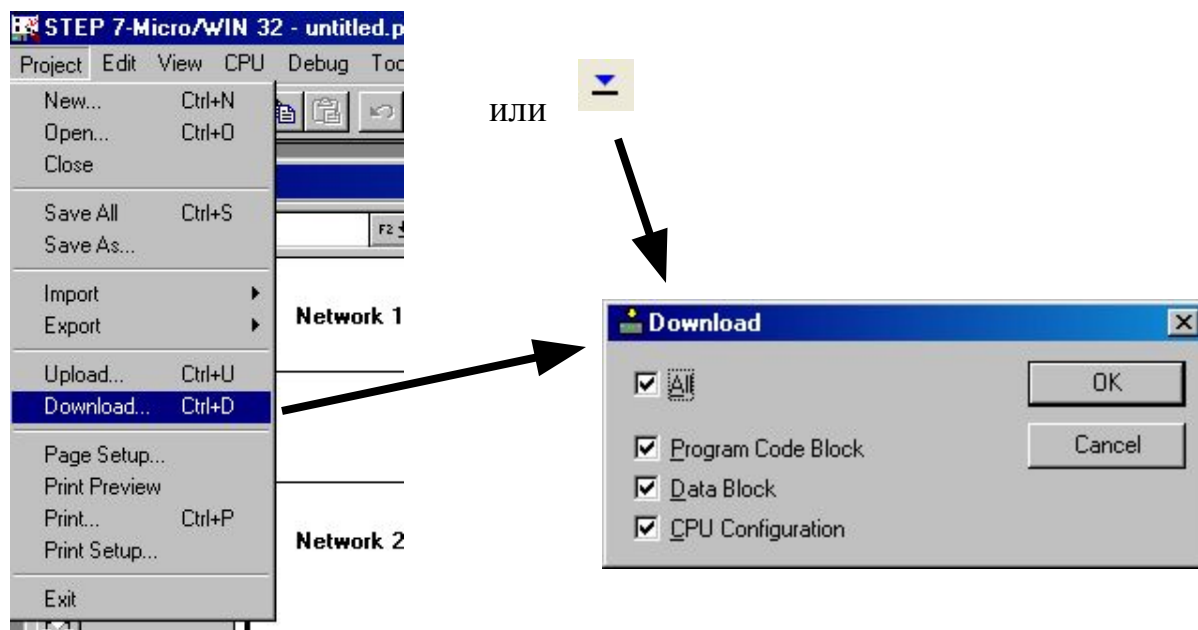 STEP 7-Micro/WIN 32 - untitled.p
Project Edit View CPU Debug Too
New... Ctrl+N
Open... Ctrl+O
Close
Save All Ctrl+S
Save As...
Import
Export
Upload... Ctrl+U
Download... Ctrl+D
Page Setup...
Print Preview
Print... Ctrl+P
Print Setup...
Exit
F2
Network 1
Network 2
или
Download
All
Program Code Block
Data Block
CPU Configuration
OK
Cancel